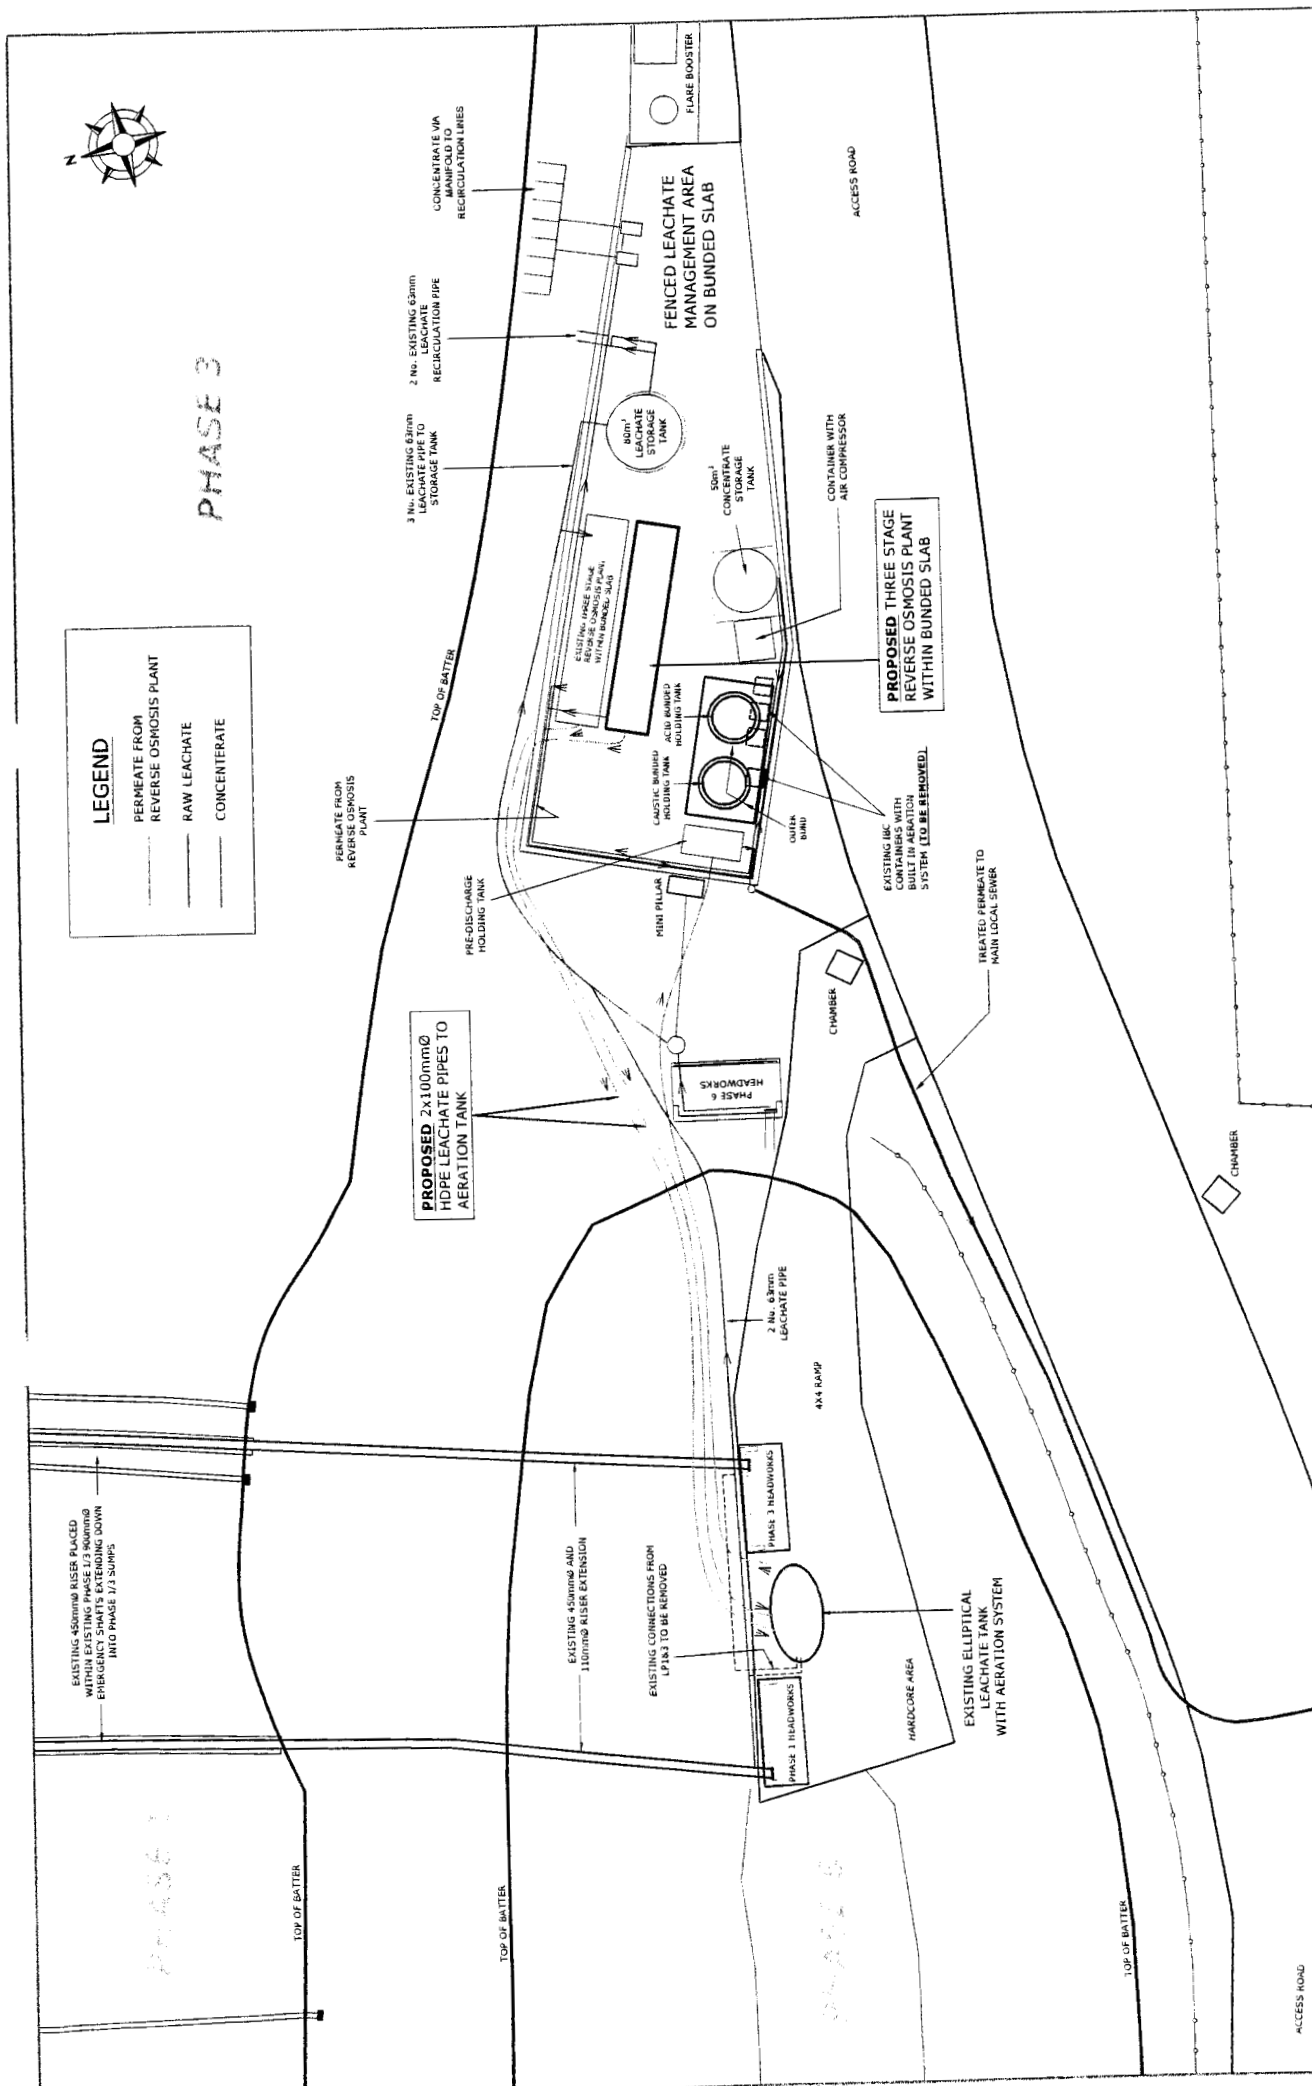 N
PHASE 3
LEGEND
PERMEATE FROM
REVERSE OSMOSIS PLANT
RAW LEACHATE
CONCENTERATE
CONCENTRATE VIA
MANIFOLD TO
RECIRCULATION LINES
2 No. EXISTING 63mm
LEACHATE
RECIRCULATION PIPE
3 No. EXISTING 63mm
LEACHATE PIPE TO
STORAGE TANK
FLARE BOOSTER
FENCED LEACHATE
MANAGEMENT AREA
ON BUNDED SLAB
ACCESS ROAD
80m³
LEACHATE
STORAGE
TANK
50m³
CONCENTRATE
STORAGE
TANK
CONTAINER WITH
AIR COMPRESSOR
EXISTING THREE STAGE
REVERSE OSMOSIS PLANT,
WITHIN BUNDED SLAB
PROPOSED THREE STAGE
REVERSE OSMOSIS PLANT
WITHIN BUNDED SLAB
TOP OF BATTER
PERMEATE FROM
REVERSE OSMOSIS
PLANT
ACID BUNDED
HOLDING TANK
CAUSTIC BUNDED
HOLDING TANK
OUTER
BUND
EXISTING IBC
CONTAINERS WITH
BUILT IN AERATION
SYSTEM (TO BE REMOVED)
PRE-DISCHARGE
HOLDING TANK
MINI PILLAR
TREATED PERMEATE TO
MAIN LOCAL SEWER
CHAMBER
PROPOSED 2x100mmØ
HDPE LEACHATE PIPES TO
AERATION TANK
PHASE 6
HEADWORKS
CHAMBER
2 No. 63mm
LEACHATE PIPE
4X4 RAMP
EXISTING 450mmØ RISER PLACED
WITHIN EXISTING PHASE 1/3 900mmØ
EMERGENCY SHAFTS EXTENDING DOWN
INTO PHASE 1/3 SUMPS
EXISTING 450mmØ AND
110mmØ RISER EXTENSION
EXISTING CONNECTIONS FROM
LP1&3 TO BE REMOVED
PHASE 3 HEADWORKS
PHASE 1 HEADWORKS
HARDCORE AREA
EXISTING ELLIPTICAL
LEACHATE TANK
WITH AERATION SYSTEM
PHASE
TOP OF BATTER
TOP OF BATTER
TOP OF BATTER
ACCESS ROAD